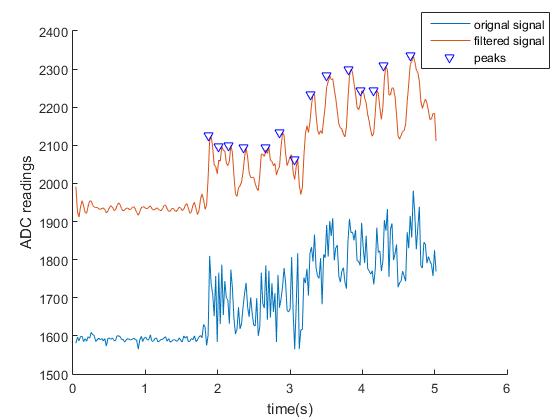 orignal signal
filtered signal
peaks
2400
2300
2200
2100
2000
1900
1800
1700
1600
1500
ADC readings
0 1 2 3 4 5 6
time(s)